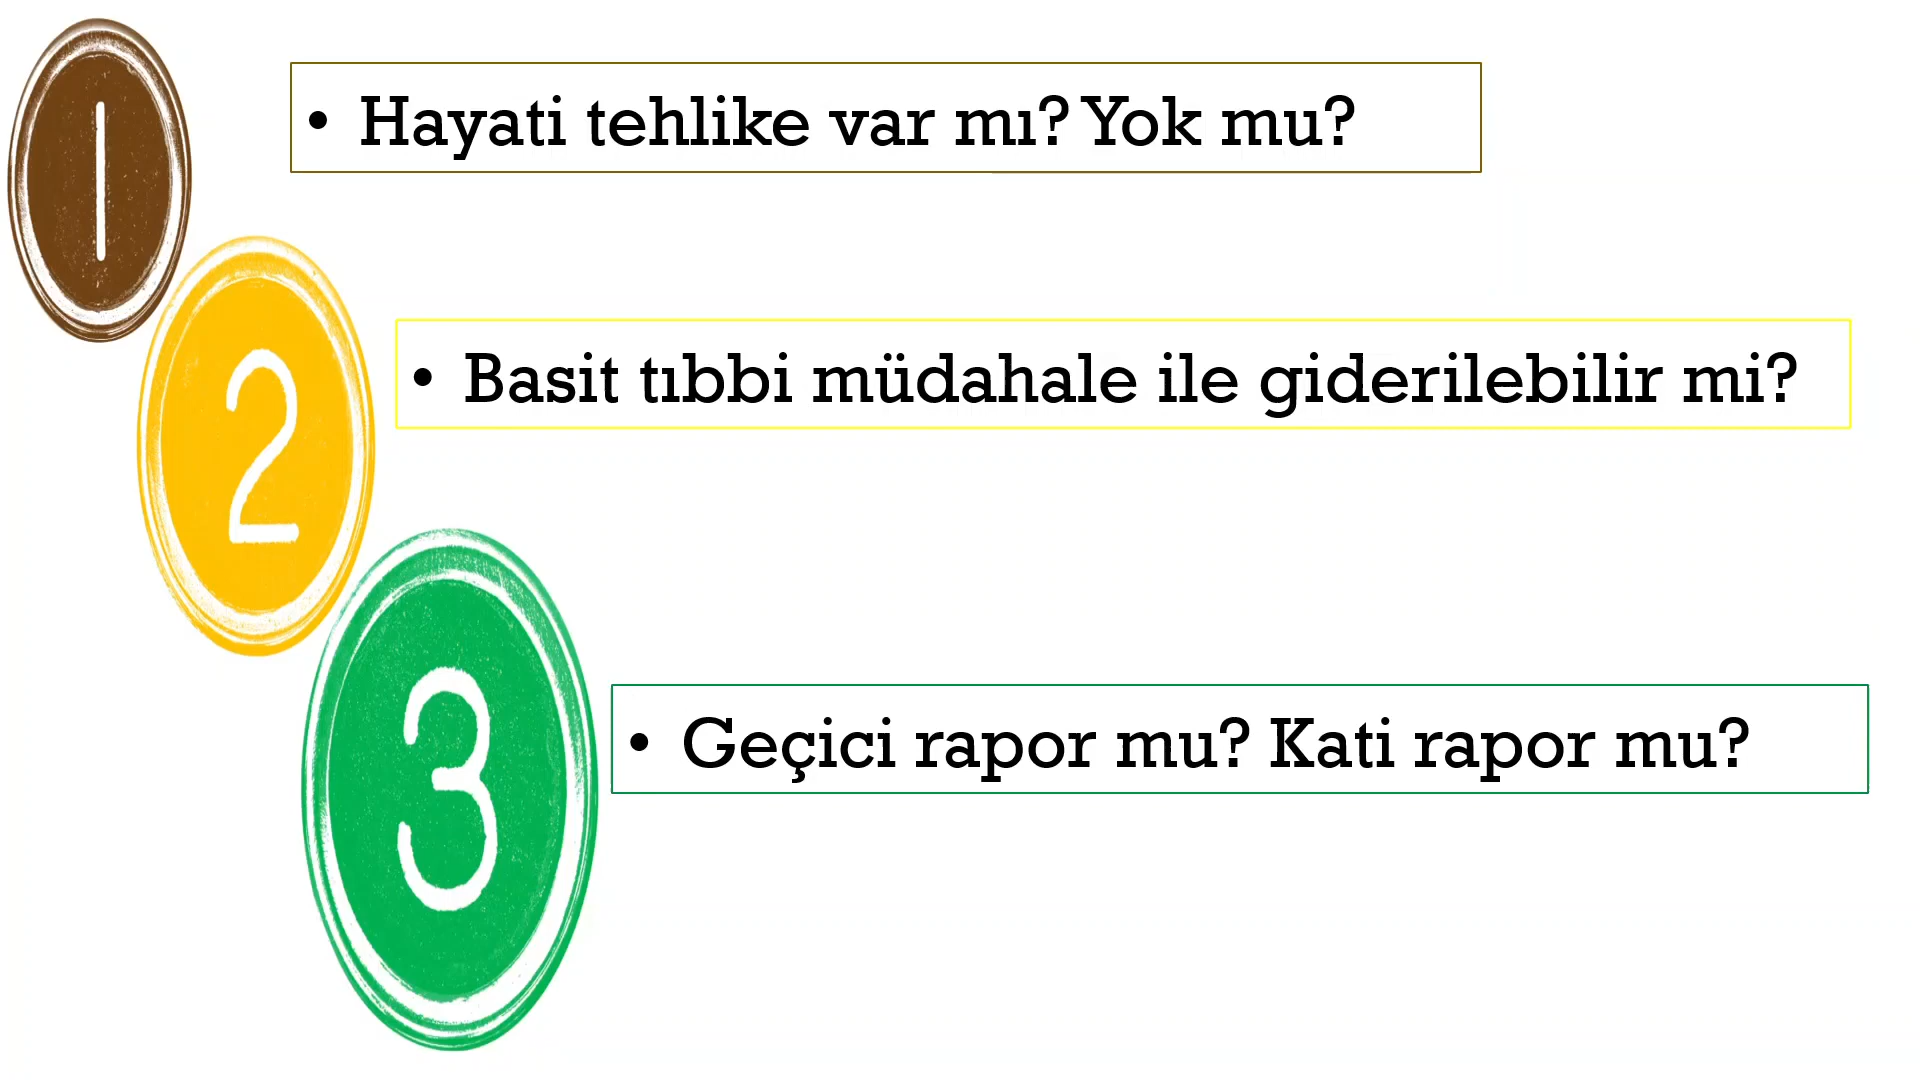 1
• Hayati tehlike var mı? Yok mu?
2
• Basit tıbbi müdahale ile giderilebilir mi?
3
• Geçici rapor mu? Kati rapor mu?